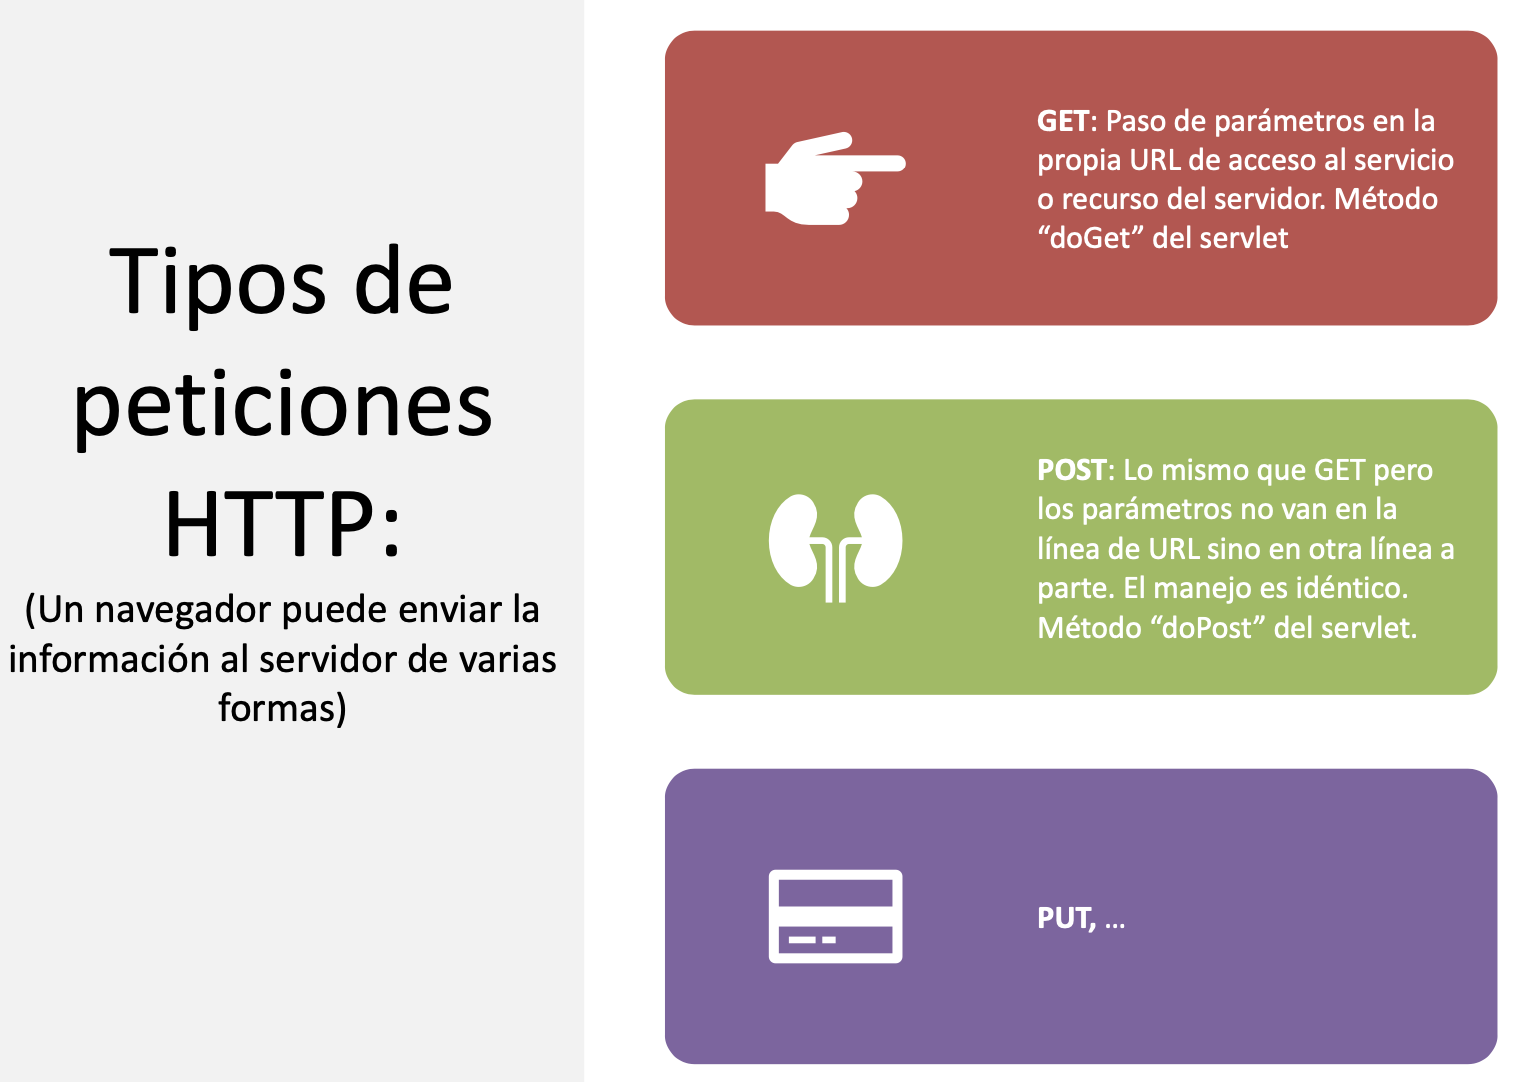 Tipos de
peticiones
HTTP:
(Un navegador puede enviar la
información al servidor de varias
formas)
GET: Paso de parámetros en la
propia URL de acceso al servicio
o recurso del servidor. Método
“doGet” del servlet
POST: Lo mismo que GET pero
los parámetros no van en la
línea de URL sino en otra línea a
parte. El manejo es idéntico.
Método “doPost” del servlet.
PUT, ...